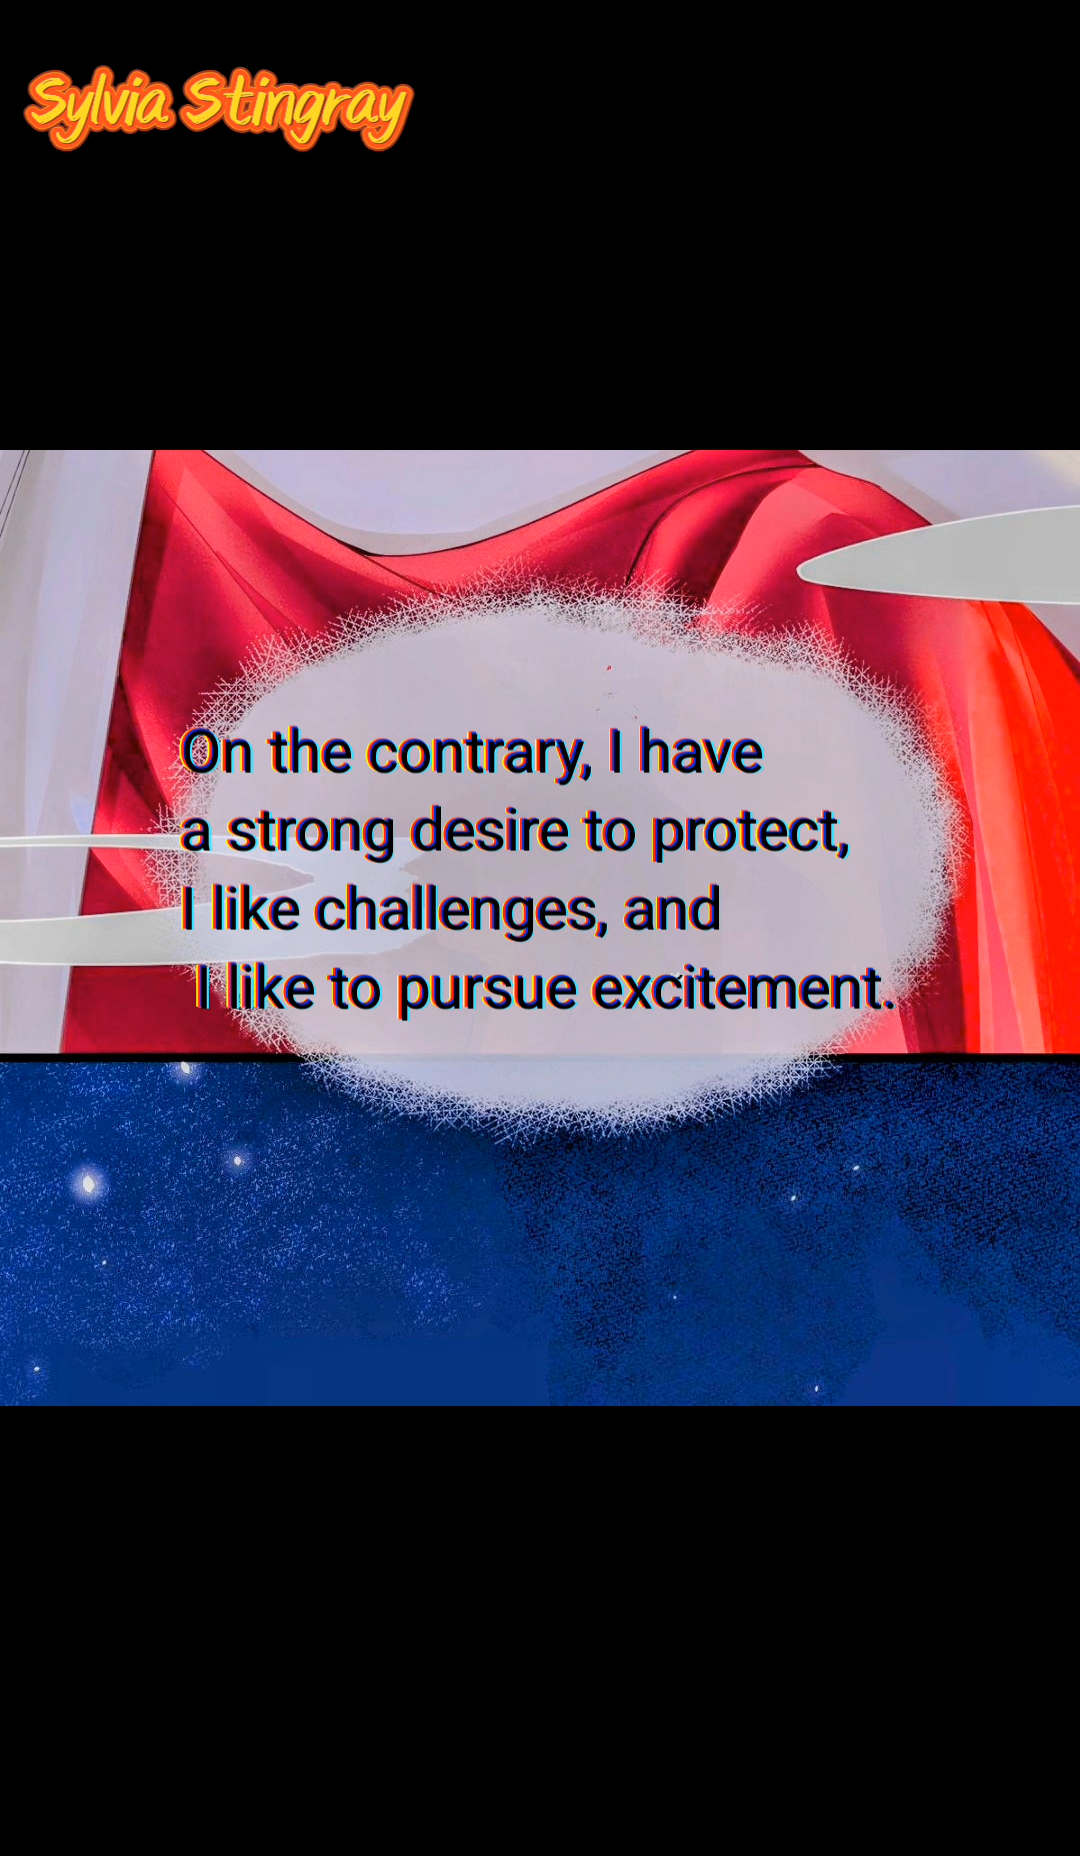 Sylvia Stingray
On the contrary, I have
a strong desire to protect,
I like challenges, and
I like to pursue excitement.